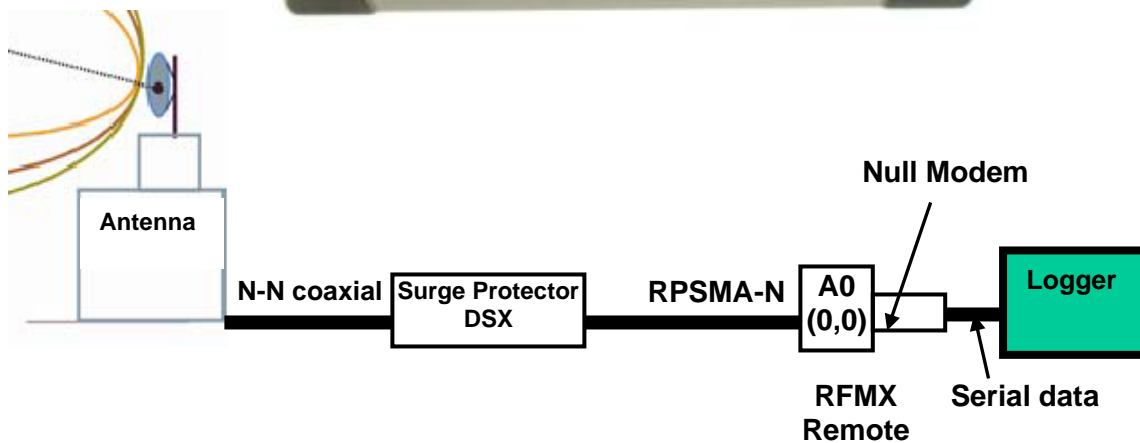 Antenna
N-N coaxial
Surge Protector
DSX
RPSMA-N
A0
(0,0)
RFMX
Remote
Null Modem
Serial data
Logger